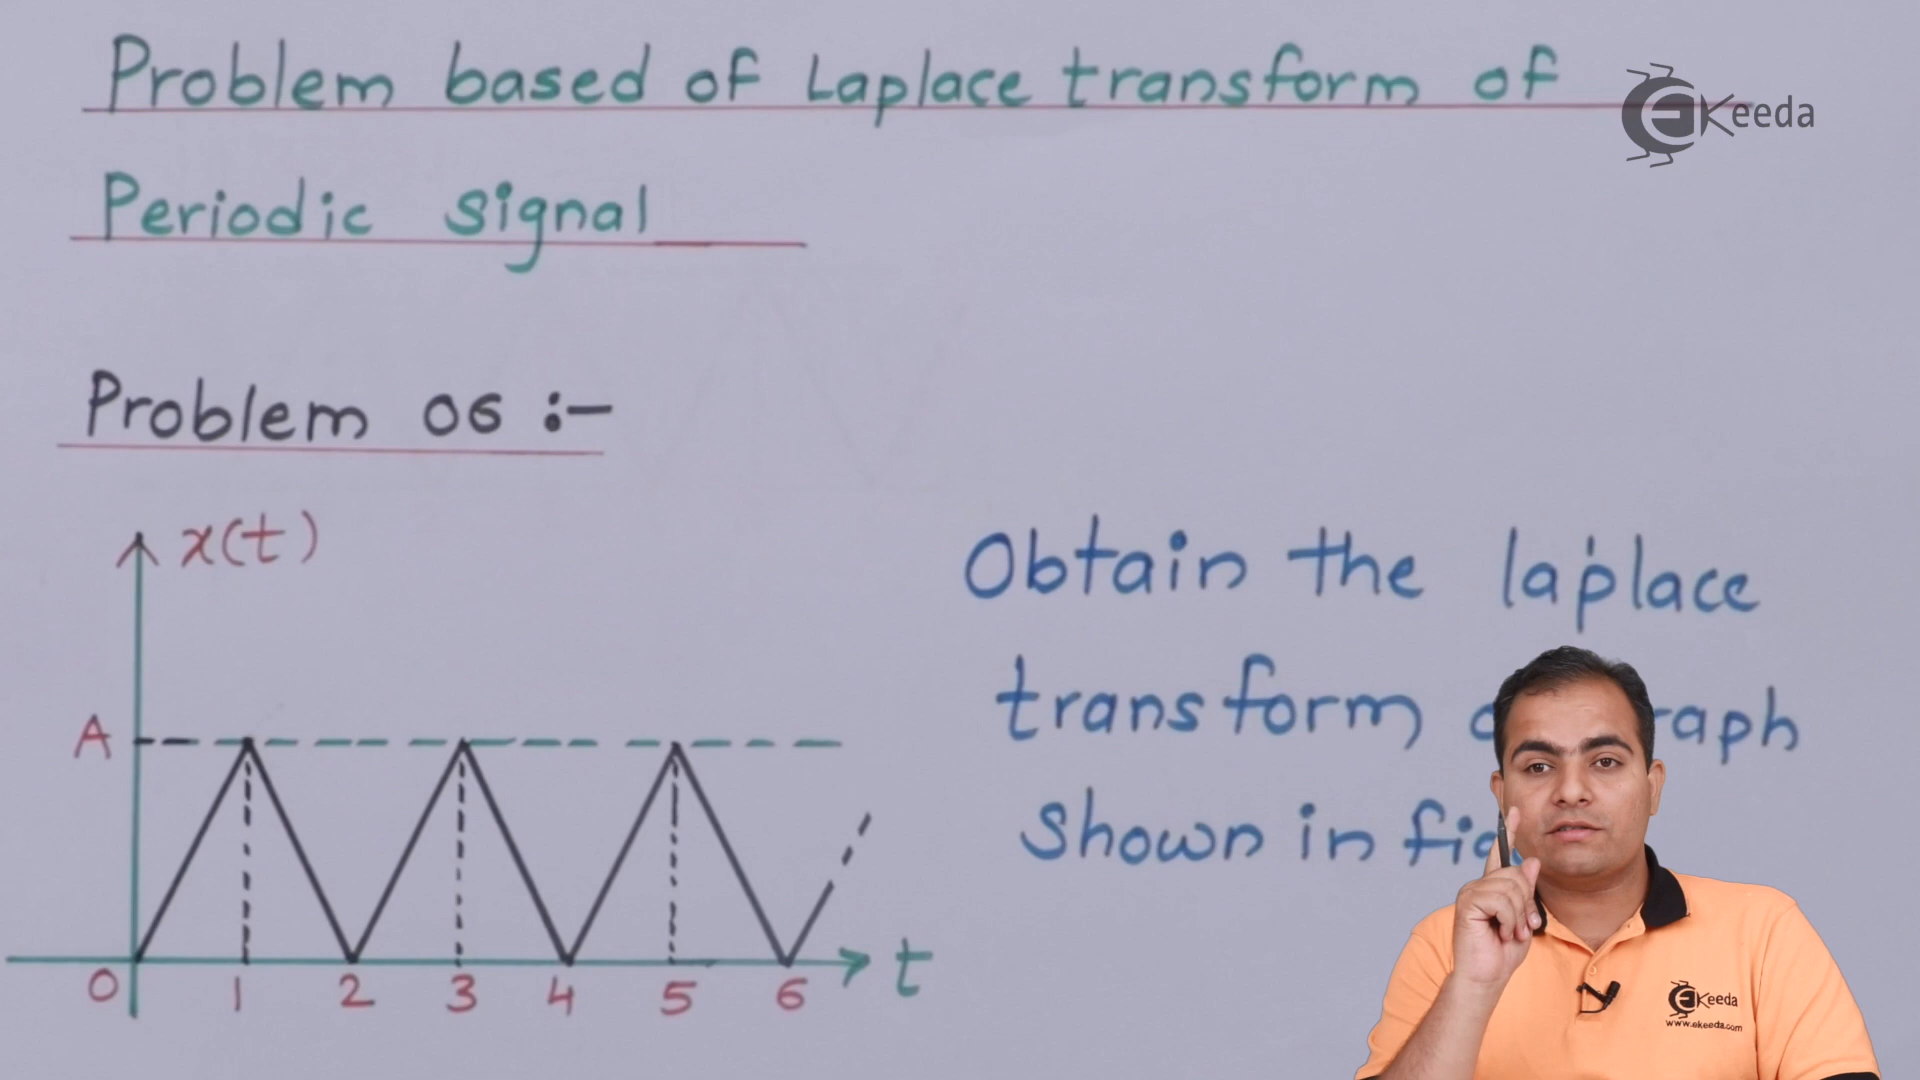 Problem based of Laplace transform of
EKeeda
Periodic signal
Problem 06 :-
x(t)
Obtain the laplace
transform
shown in
A
0 1 2 3 4 5 6
t
EKeeda
www.ekeeda.com